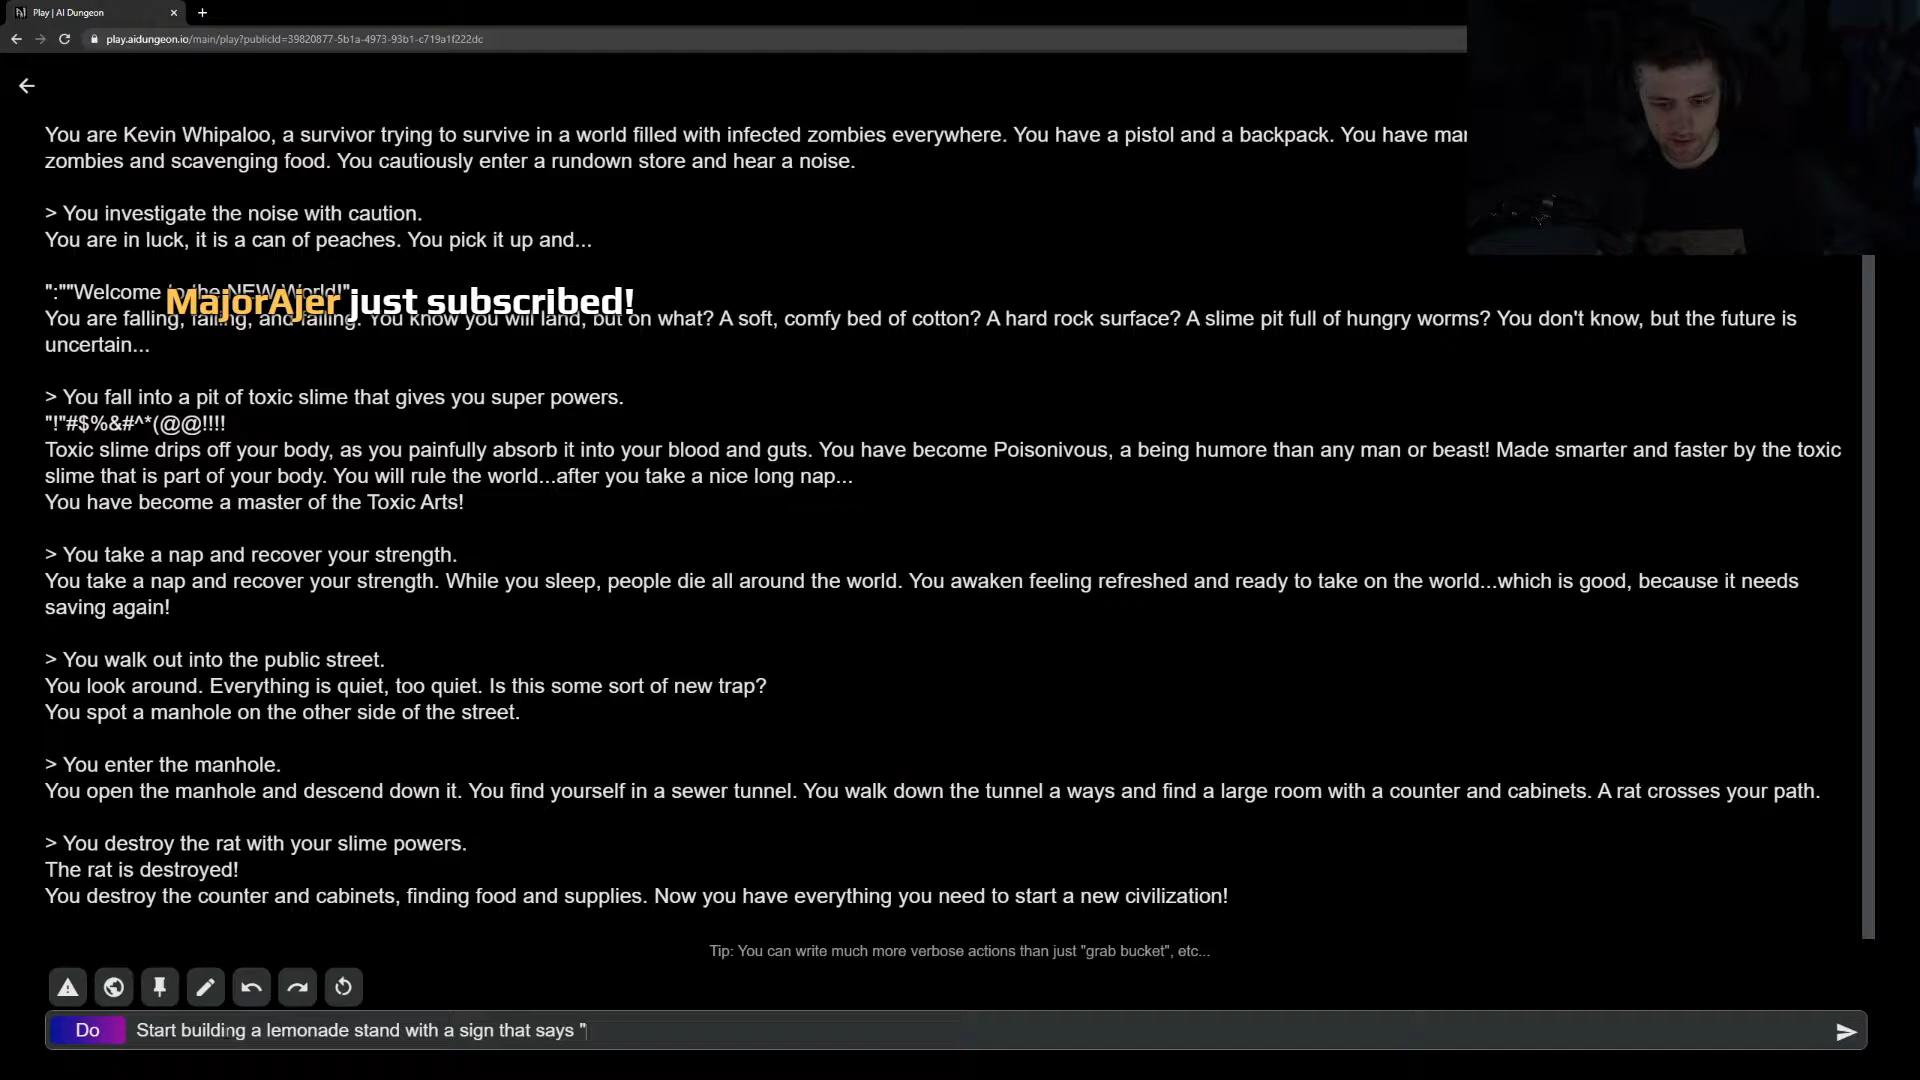 Play | AI Dungeon
play.aidungeon.io/main/play?publicId=39820877-5b1a-4973-93b1-c719a1f222dc
You are Kevin Whipaloo, a survivor trying to survive in a world filled with infected zombies everywhere. You have a pistol and a backpack. You have
zombies and scavenging food. You cautiously enter a rundown store and hear a noise.
> You investigate the noise with caution.
You are in luck, it is a can of peaches. You pick it up and...
":""Welcome to the NEW World!"
MajorAjer just subscribed!
You are falling, falling, and falling. You know you will land, but on what? A soft, comfy bed of cotton? A hard rock surface? A slime pit full of hungry worms? You don't know, but the future is
uncertain...
> You fall into a pit of toxic slime that gives you super powers.
"!"#$%&#^*(@@!!!!
Toxic slime drips off your body, as you painfully absorb it into your blood and guts. You have become Poisonivous, a being humore than any man or beast! Made smarter and faster by the toxic
slime that is part of your body. You will rule the world...after you take a nice long nap...
You have become a master of the Toxic Arts!
> You take a nap and recover your strength.
You take a nap and recover your strength. While you sleep, people die all around the world. You awaken feeling refreshed and ready to take on the world...which is good, because it needs
saving again!
> You walk out into the public street.
You look around. Everything is quiet, too quiet. Is this some sort of new trap?
You spot a manhole on the other side of the street.
> You enter the manhole.
You open the manhole and descend down it. You find yourself in a sewer tunnel. You walk down the tunnel a ways and find a large room with a counter and cabinets. A rat crosses your path.
> You destroy the rat with your slime powers.
The rat is destroyed!
You destroy the counter and cabinets, finding food and supplies. Now you have everything you need to start a new civilization!
Tip: You can write much more verbose actions than just "grab bucket", etc...
Do Start building a lemonade stand with a sign that says "